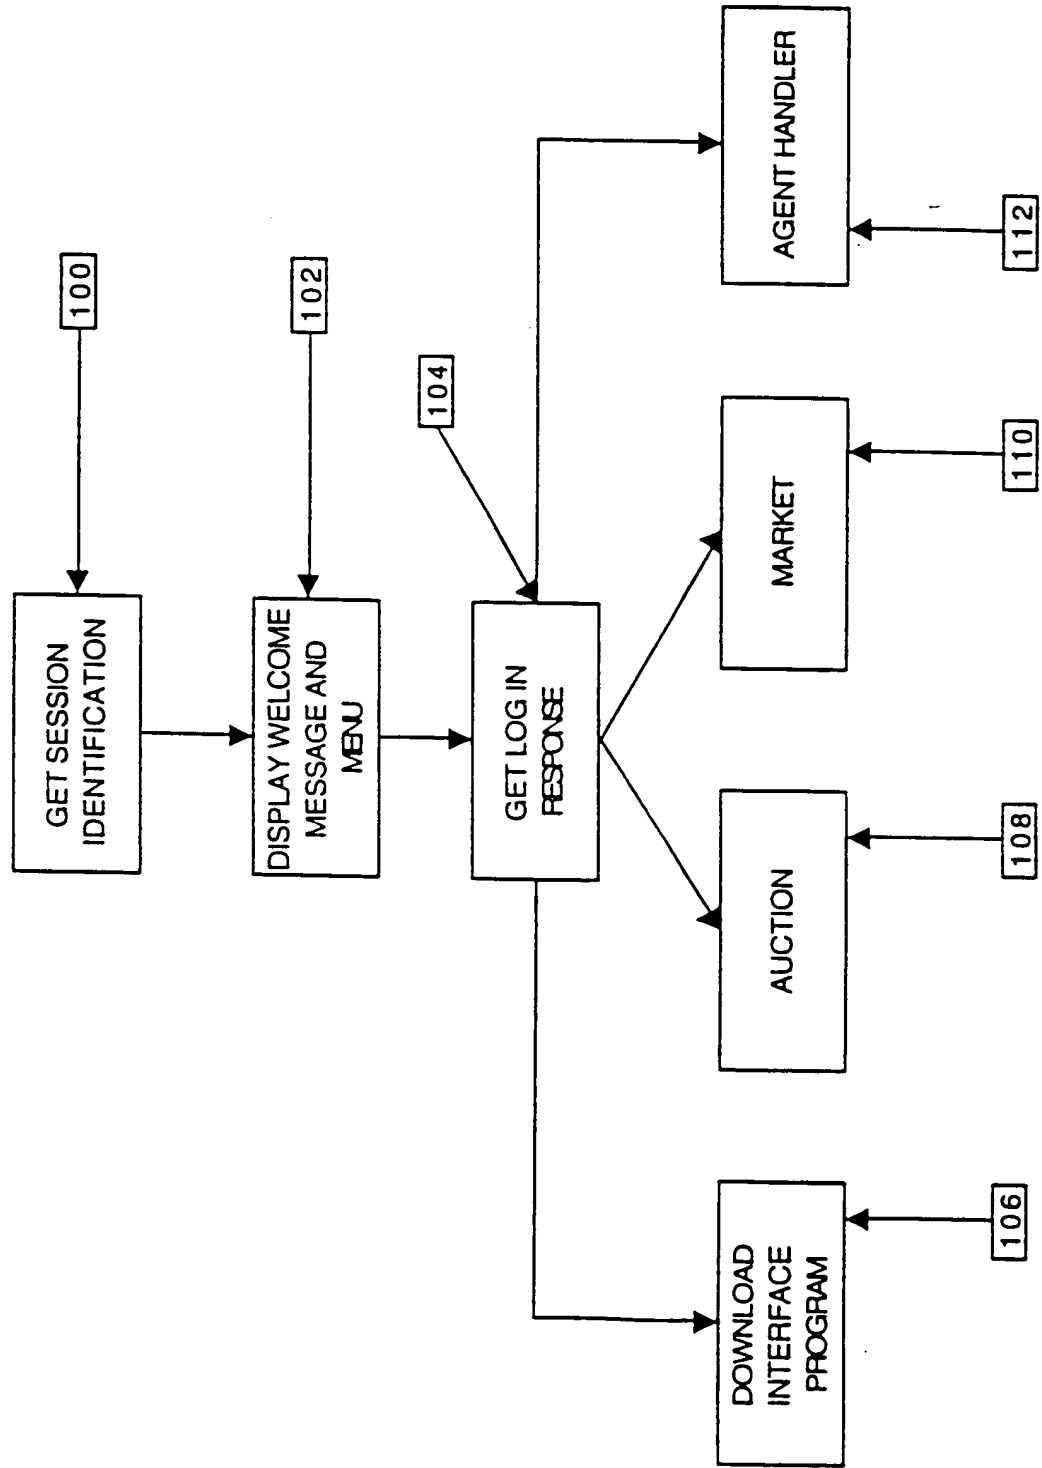 GET SESSION
IDENTIFICATION
100
DISPLAY WELCOME
MESSAGE AND
MENU
102
GET LOG IN
RESPONSE
104
DOWNLOAD
INTERFACE
PROGRAM
AUCTION
MARKET
AGENT HANDLER
106
108
110
112